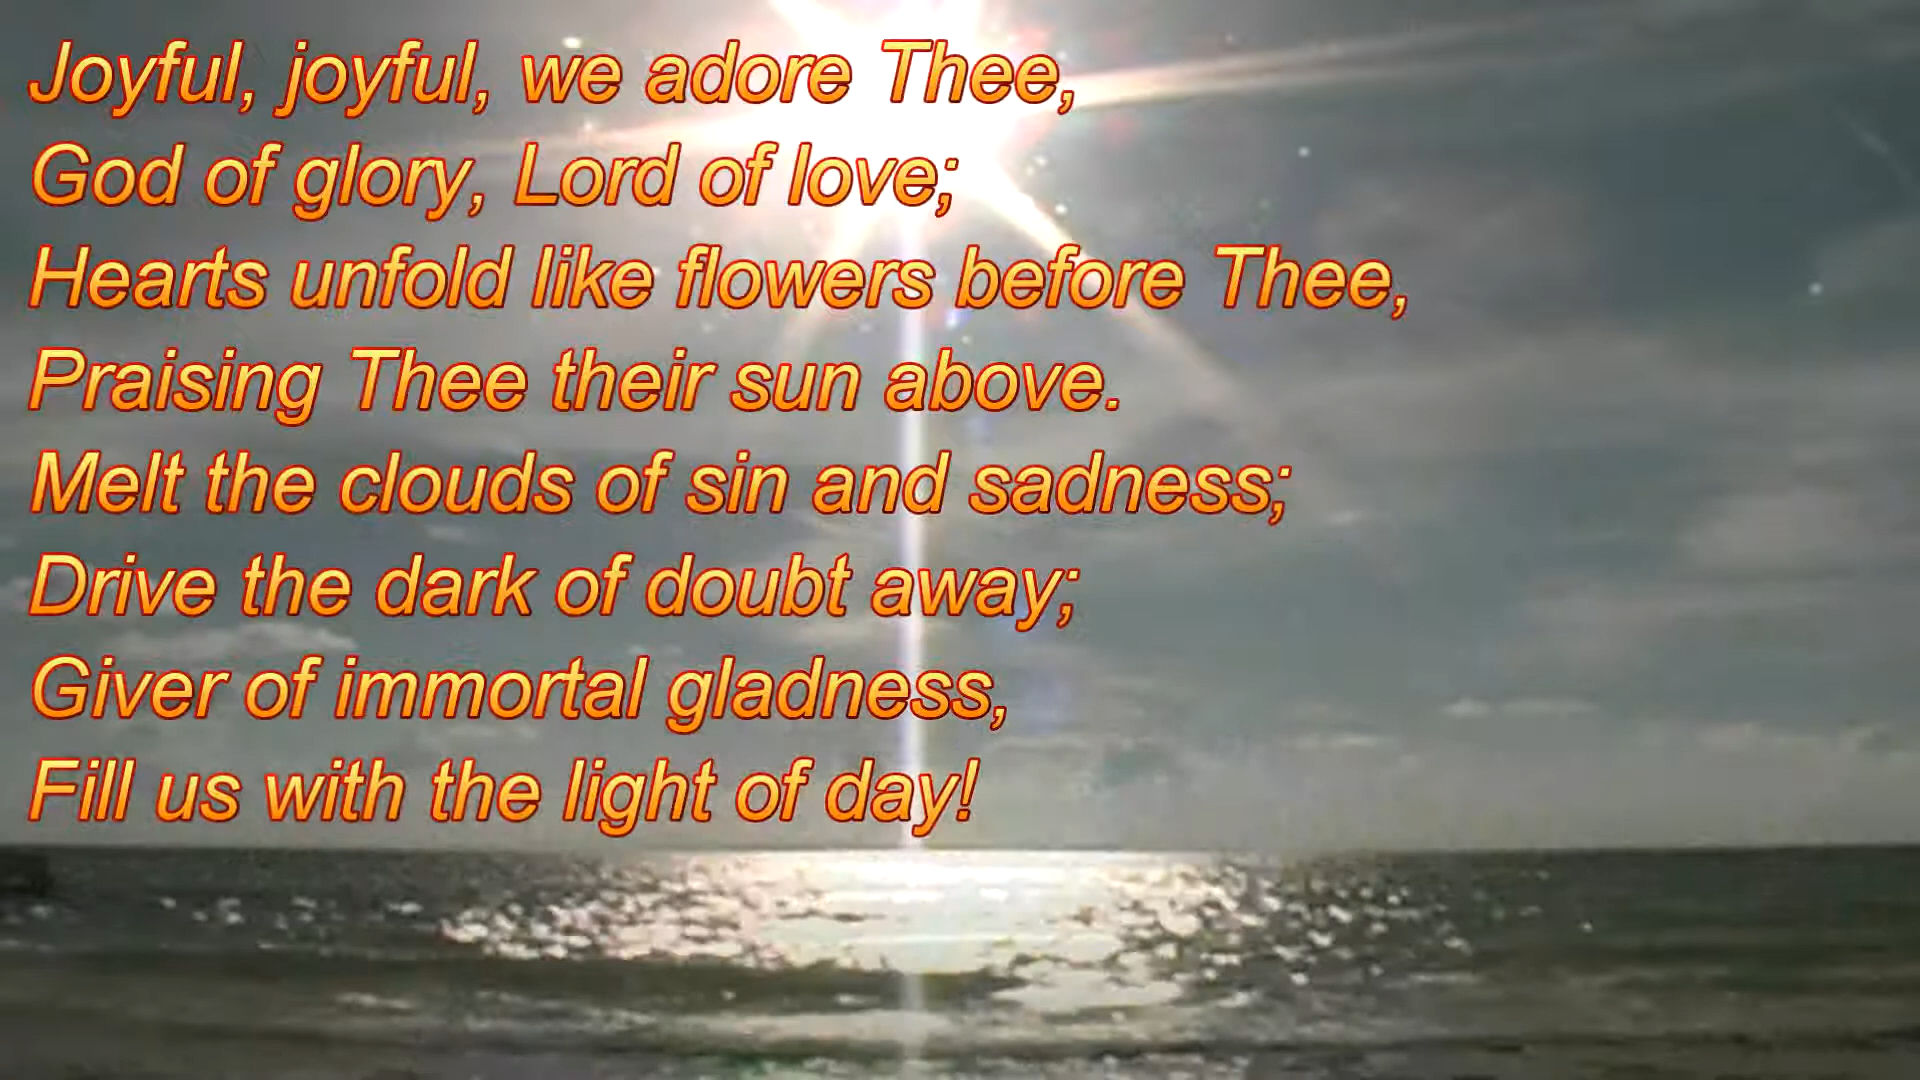 Joyful, joyful, we adore Thee,
God of glory, Lord of love;
Hearts unfold like flowers before Thee,
Praising Thee their sun above.
Melt the clouds of sin and sadness;
Drive the dark of doubt away;
Giver of immortal gladness,
Fill us with the light of day!